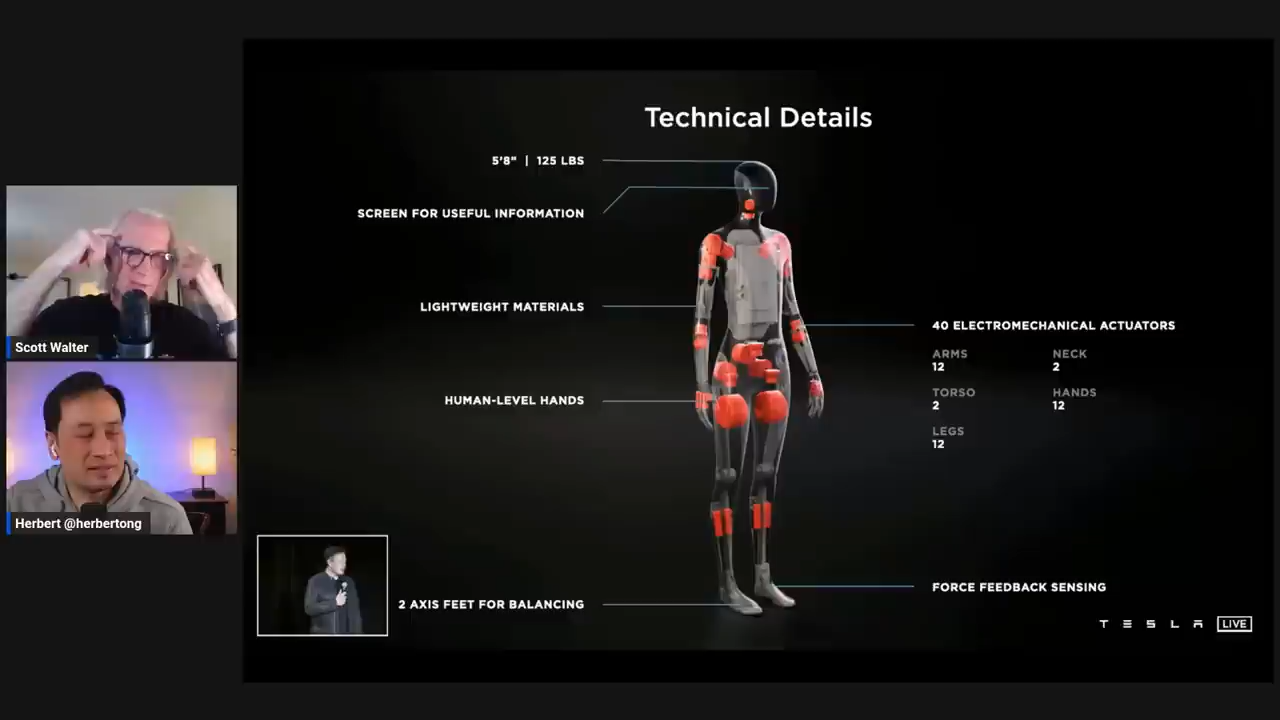 Technical Details
5'8" | 125 LBS
SCREEN FOR USEFUL INFORMATION
LIGHTWEIGHT MATERIALS
HUMAN-LEVEL HANDS
2 AXIS FEET FOR BALANCING
40 ELECTROMECHANICAL ACTUATORS
ARMS
12
NECK
2
TORSO
2
HANDS
12
LEGS
12
FORCE FEEDBACK SENSING
TESLA LIVE
Scott Walter
Herbert @herbertong